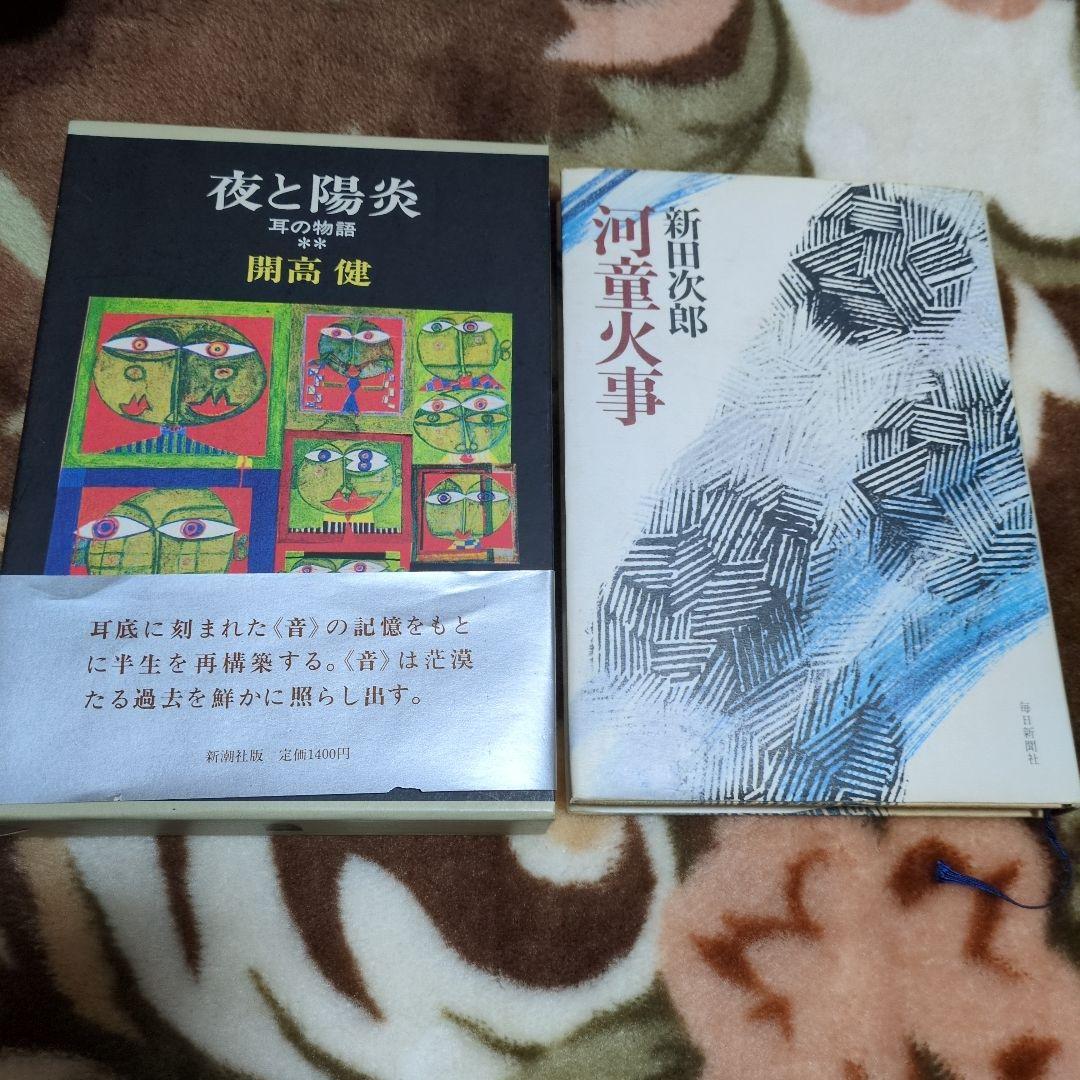 夜と陽炎
耳の物語
**
開高 健
耳底に刻まれた《音》の記憶をもと
に半生を再構築する。《音》は茫漠
たる過去を鮮かに照らし出す。
新潮社版 定価1400円
新田次郎
河童火事
毎日新聞社